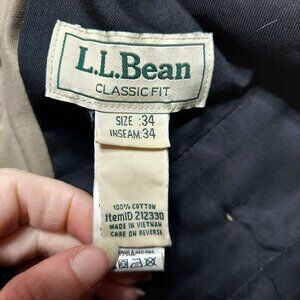 L.L.Bean
CLASSIC FIT
SIZE :34
INSEAM:34
100% COTTON
ItemID 212330
MADE IN VIETNAM
CARE ON REVERSE